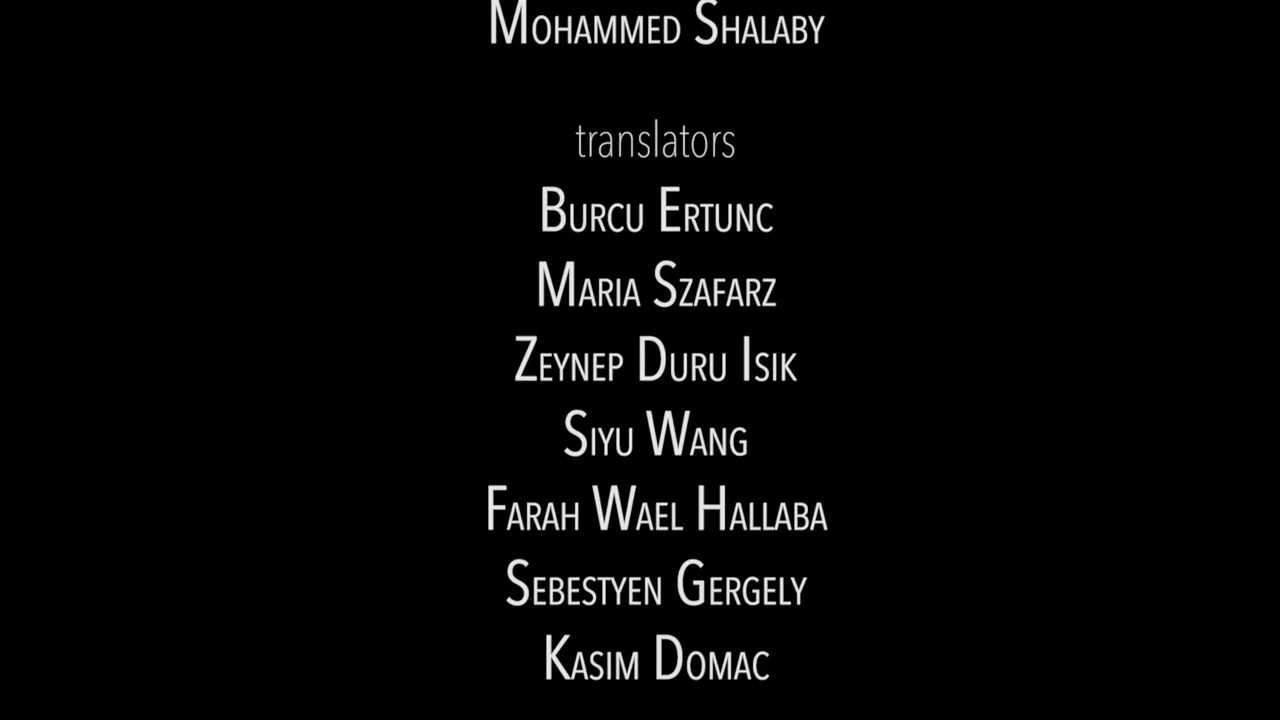 Mohammed Shalaby
translators
Burcu Ertunc
Maria Szafarz
Zeynep Duru Isik
Siyu Wang
Farah Wael Hallaba
Sebestyen Gergely
Kasim Domac